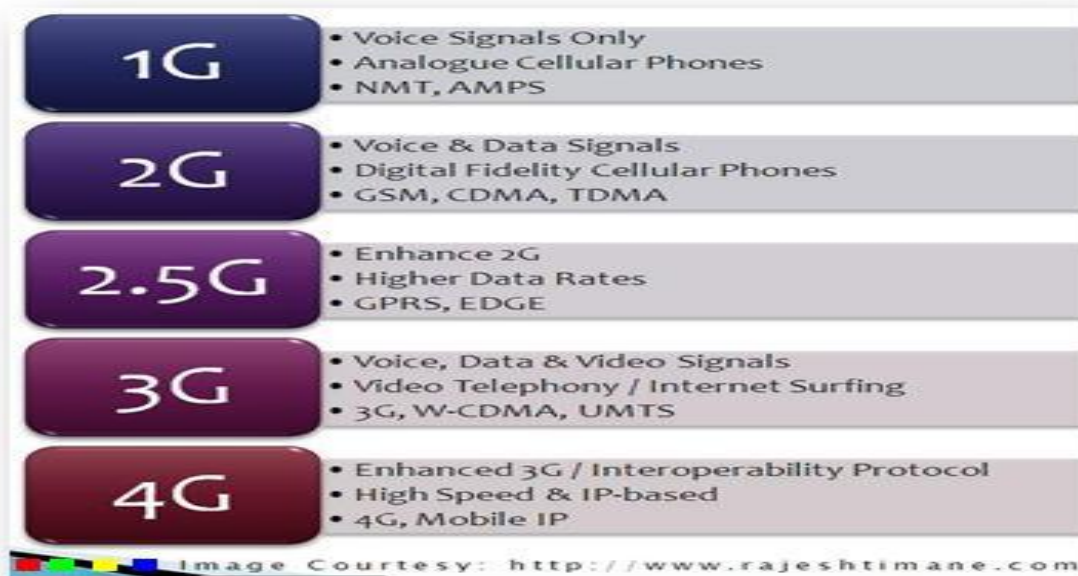 1G
• Voice Signals Only
• Analogue Cellular Phones
• NMT, AMPS
2G
• Voice & Data Signals
• Digital Fidelity Cellular Phones
• GSM, CDMA, TDMA
2.5G
• Enhance 2G
• Higher Data Rates
• GPRS, EDGE
3G
• Voice, Data & Video Signals
• Video Telephony / Internet Surfing
• 3G, W-CDMA, UMTS
4G
• Enhanced 3G / Interoperability Protocol
• High Speed & IP-based
• 4G, Mobile IP
Image Courtesy: http://www.rajeshtimane.com